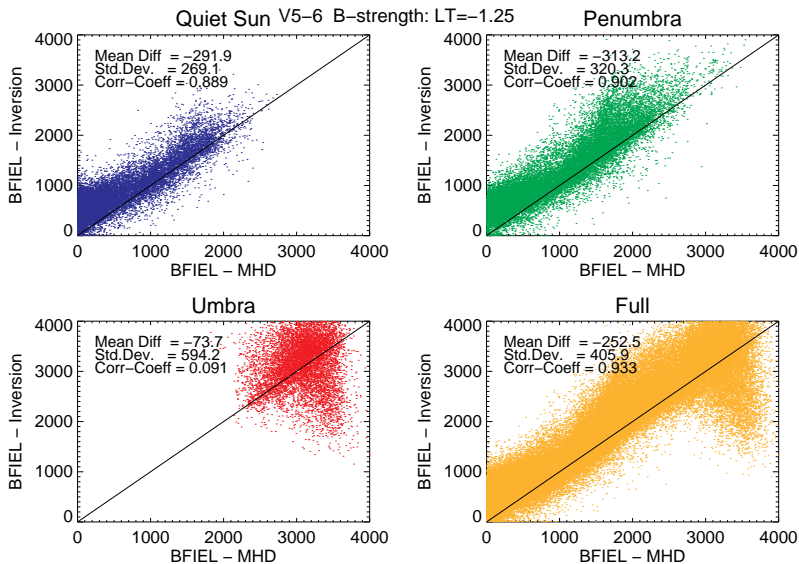 Quiet Sun V5-6 B-strength: LT=-1.25 Penumbra
4000
3000
2000
1000
0
BFIEL - Inversion
Mean Diff = -291.9
Std.Dev. = 269.1
Corr-Coeff = 0.889
0 1000 2000 3000 4000
BFIEL - MHD
4000
3000
2000
1000
0
BFIEL - Inversion
Mean Diff = -313.2
Std.Dev. = 320.3
Corr-Coeff = 0.902
0 1000 2000 3000 4000
BFIEL - MHD
Umbra
4000
3000
2000
1000
0
BFIEL - Inversion
Mean Diff = -73.7
Std.Dev. = 594.2
Corr-Coeff = 0.091
0 1000 2000 3000 4000
BFIEL - MHD
Full
4000
3000
2000
1000
0
BFIEL - Inversion
Mean Diff = -252.5
Std.Dev. = 405.9
Corr-Coeff = 0.933
0 1000 2000 3000 4000
BFIEL - MHD